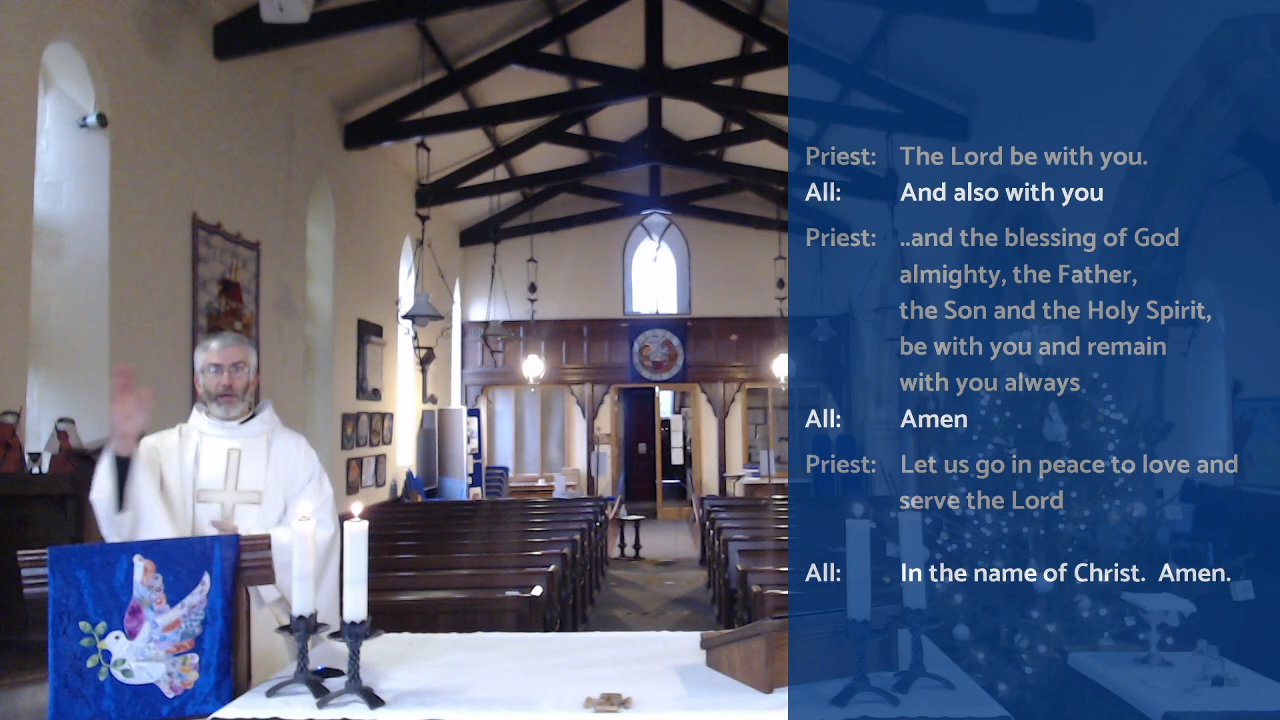 Priest: The Lord be with you.
All: And also with you
Priest: ..and the blessing of God
almighty, the Father,
the Son and the Holy Spirit,
be with you and remain
with you always
All: Amen
Priest: Let us go in peace to love and
serve the Lord
All: In the name of Christ. Amen.